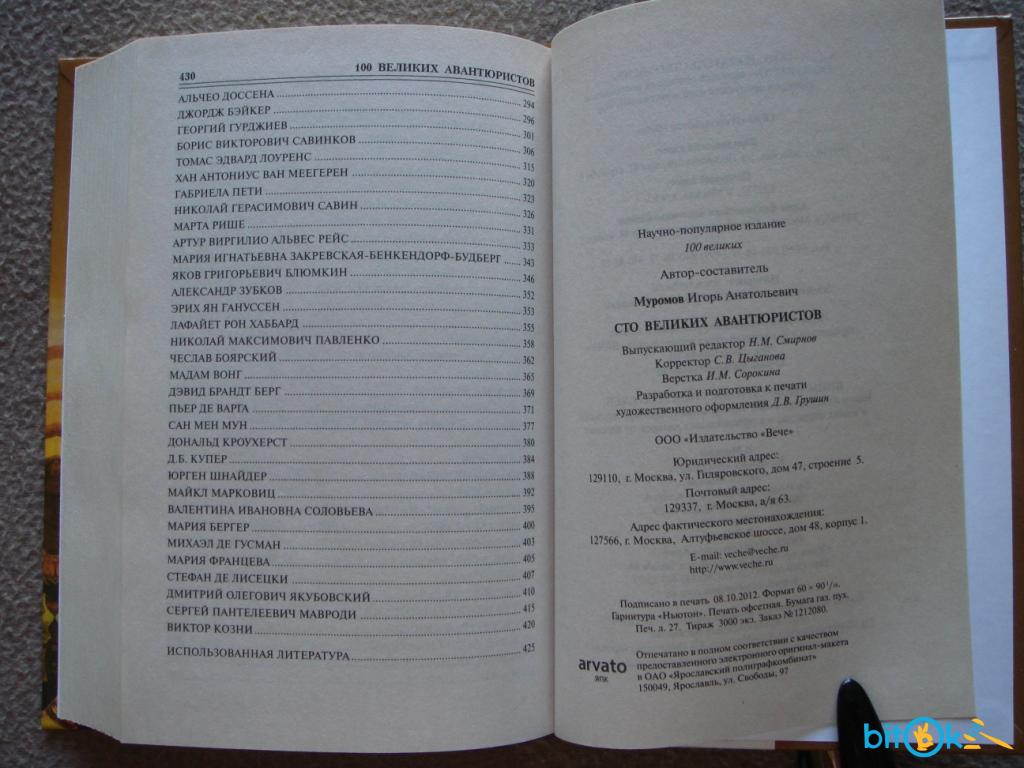 430 100 ВЕЛИКИХ АВАНТЮРИСТОВ
АЛЬЧЕО ДОССЕНА 294
ДЖОРДЖ БЭЙКЕР 296
ГЕОРГИЙ ГУРДЖИЕВ 301
БОРИС ВИКТОРОВИЧ САВИНКОВ 306
ТОМАС ЭДВАРД ЛОУРЕНС 315
ХАН АНТОНИУС ВАН МЕЕГЕРЕН 320
ГАБРИЕЛА ПЕТИ 323
НИКОЛАЙ ГЕРАСИМОВИЧ САВИН 326
МАРТА РИШЕ 331
АРТУР ВИРГИЛИО АЛЬВЕС РЕЙС 333
МАРИЯ ИГНАТЬЕВНА ЗАКРЕВСКАЯ-БЕНКЕНДОРФ-БУДБЕРГ 343
ЯКОВ ГРИГОРЬЕВИЧ БЛЮМКИН 346
АЛЕКСАНДР ЗУБКОВ 352
ЭРИХ ЯН ГАНУССЕН 353
ЛАФАЙЕТ РОН ХАББАРД 355
НИКОЛАЙ МАКСИМОВИЧ ПАВЛЕНКО 358
ЧЕСЛАВ БОЯРСКИЙ 362
МАДАМ ВОНГ 365
ДЭВИД БРАНДТ БЕРГ 369
ПЬЕР ДЕ ВАРГА 371
САН МЕН МУН 377
ДОНАЛЬД КРОУХЕРСТ 380
Д.Б. КУПЕР 384
ЮРГЕН ШНАЙДЕР 388
МАЙКЛ МАРКОВИЦ 392
ВАЛЕНТИНА ИВАНОВНА СОЛОВЬЕВА 395
МАРИЯ БЕРГЕР 400
МИХАЭЛ ДЕ ГУСМАН 403
МАРИЯ ФРАНЦЕВА 405
СТЕФАН ДЕ ЛИСЕЦКИ 407
ДМИТРИЙ ОЛЕГОВИЧ ЯКУБОВСКИЙ 410
СЕРГЕЙ ПАНТЕЛЕЕВИЧ МАВРОДИ 415
ВИКТОР КОЗНИ 420
ИСПОЛЬЗОВАННАЯ ЛИТЕРАТУРА 425
Научно-популярное издание
100 великих
Автор-составитель
Муромов Игорь Анатольевич
СТО ВЕЛИКИХ АВАНТЮРИСТОВ
Выпускающий редактор Н.М. Смирнов
Корректор С.В. Цыганова
Верстка И.М. Сорокина
Разработка и подготовка к печати
художественного оформления Д.В. Грушин
ООО «Издательство «Вече»
Юридический адрес:
129110, г. Москва, ул. Гиляровского, дом 47, строение 5.
Почтовый адрес:
129337, г. Москва, а/я 63.
Адрес фактического местонахождения:
127566, г. Москва, Алтуфьевское шоссе, дом 48, корпус 1.
E-mail: veche@veche.ru
http://www.veche.ru
Подписано в печать 08.10.2012. Формат 60 × 90 1/16.
Гарнитура «Ньютон». Печать офсетная. Бумага газ. пух.
Печ. л. 27. Тираж 3000 экз. Заказ № 1212080.
arvato
ЯПК
Отпечатано в полном соответствии с качеством
предоставленного электронного оригинал-макета
в ОАО «Ярославский полиграфкомбинат»
150049, Ярославль, ул. Свободы, 97
bitOk